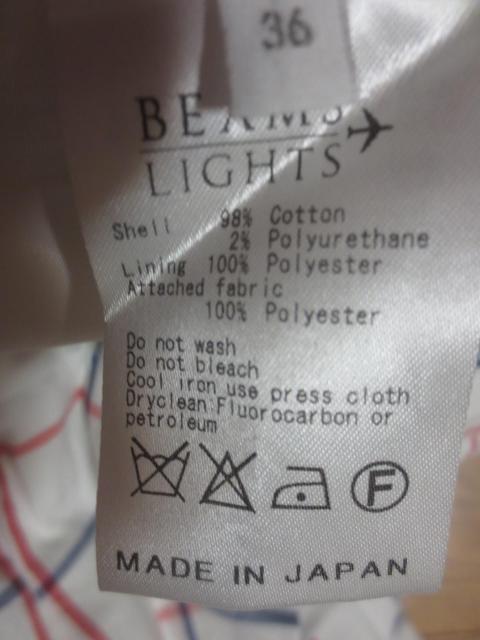 36
BEAMS
LIGHTS
Shell 98% Cotton
2% Polyurethane
Lining 100% Polyester
Attached fabric
100% Polyester
Do not wash
Do not bleach
Cool iron use press cloth
Dryclean:Fluorocarbon or
petroleum
F
MADE IN JAPAN